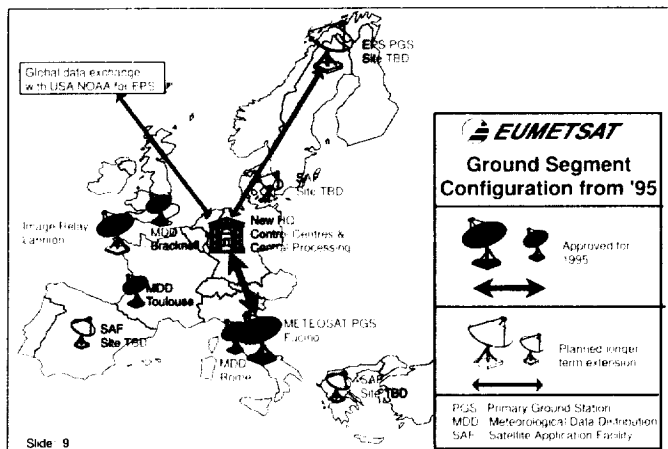 EPS PGS
Site TBD
Global data exchange
with USA NOAA for EPS
SAF
Site TBD
Image Relay
Lannion
MDD
Bracknell
New HQ
Control Centres &
Central Processing
MDD
Toulouse
SAF
Site TBD
METEOSAT PGS
Fucino
MDD
Rome
SAF
Site TBD
Slide: 9
EUMETSAT
Ground Segment
Configuration from '95
Approved for
1995
Planned longer
term extension
PGS Primary Ground Station
MDD Meteorological Data Distribution
SAF Satellite Application Facility